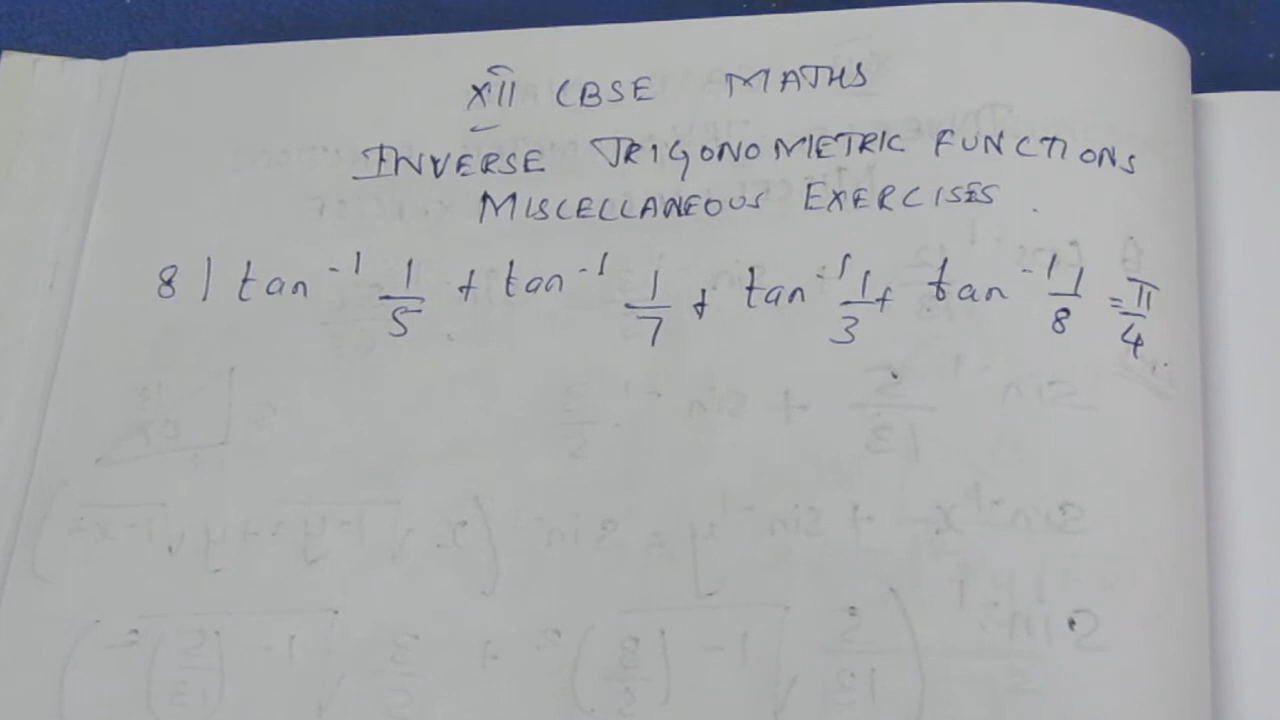 XII CBSE MATHS
INVERSE TRIGONOMETRIC FUNCTIONS
MISCELLANEOUS EXERCISES.
8) tan⁻¹ 1/5 + tan⁻¹ 1/7 + tan⁻¹ 1/3 + tan⁻¹ 1/8 = π/4